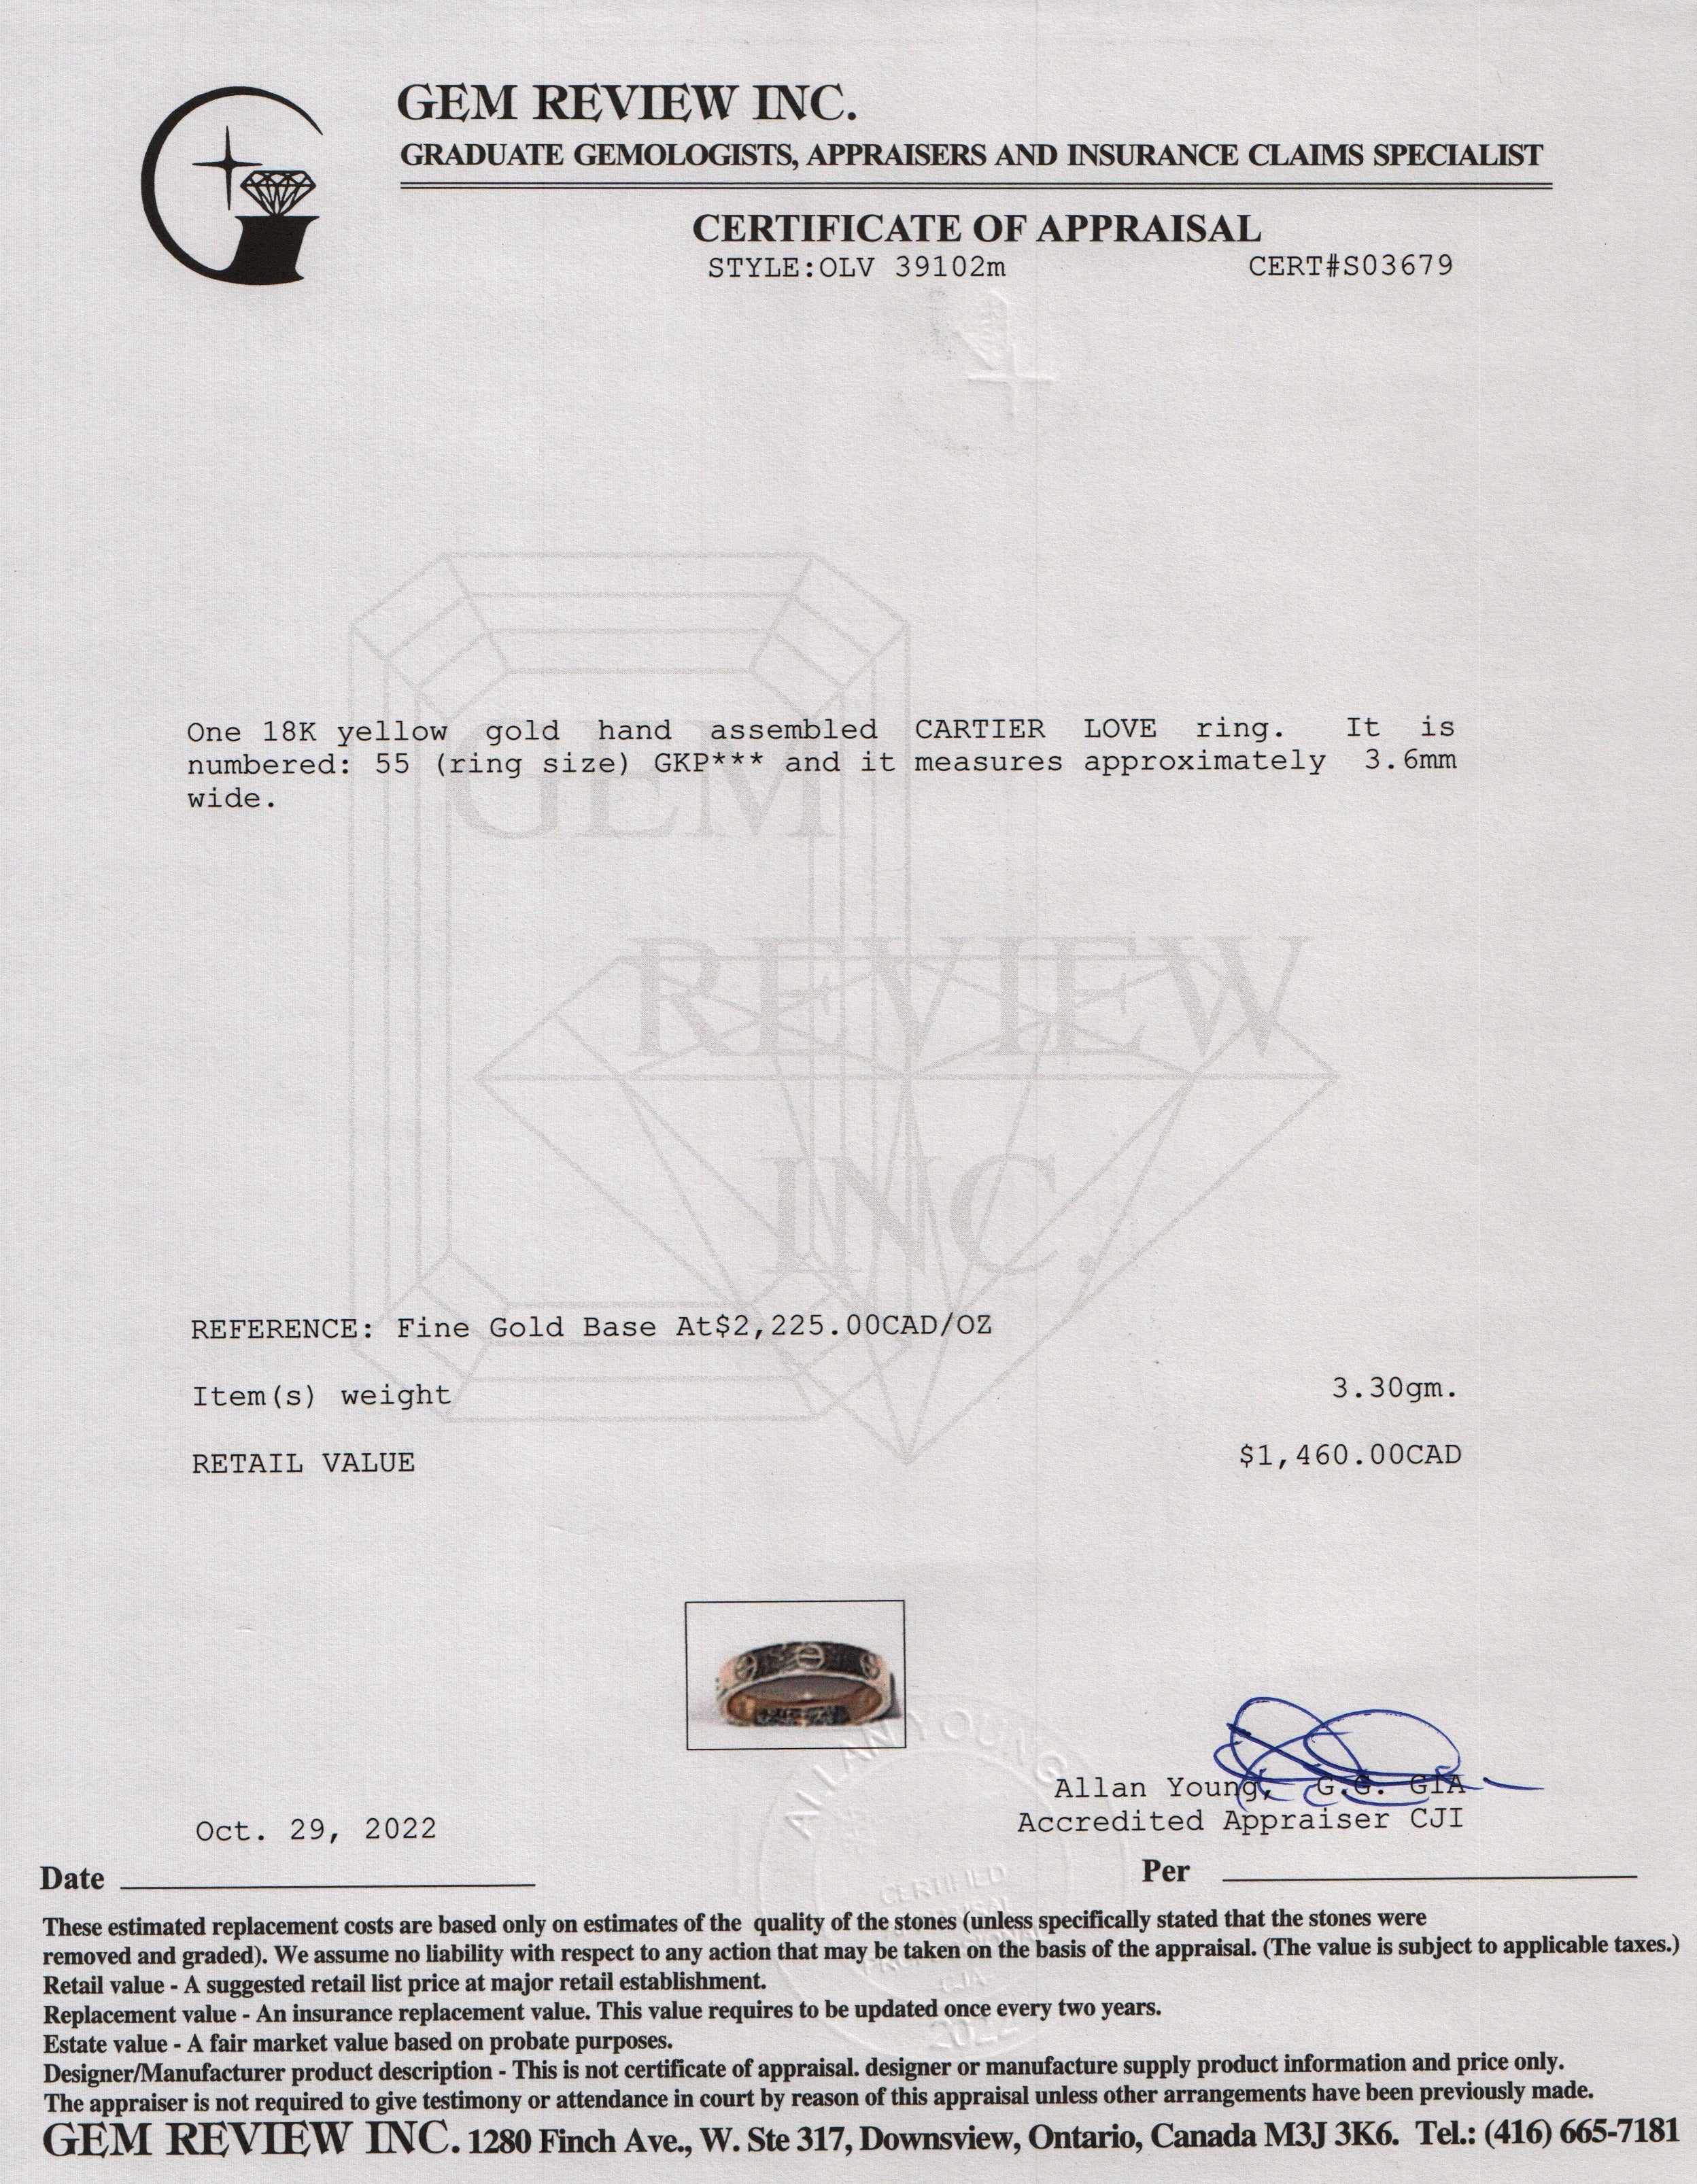 GEM REVIEW INC.
GRADUATE GEMOLOGISTS, APPRAISERS AND INSURANCE CLAIMS SPECIALIST
CERTIFICATE OF APPRAISAL
STYLE:OLV 39102m CERT#S03679
One 18K yellow gold hand assembled CARTIER LOVE ring. It is
numbered: 55 (ring size) GKP*** and it measures approximately 3.6mm
wide.
GEM
REVIEW
INC.
REFERENCE: Fine Gold Base At$2,225.00CAD/OZ
Item(s) weight 3.30gm.
RETAIL VALUE $1,460.00CAD
ALLAN YOUNG
Allan Young, G.G. GIA
Accredited Appraiser CJI
Oct. 29, 2022
Date Per
CERTIFIED
2022
These estimated replacement costs are based only on estimates of the quality of the stones (unless specifically stated that the stones were
removed and graded). We assume no liability with respect to any action that may be taken on the basis of the appraisal. (The value is subject to applicable taxes.)
Retail value - A suggested retail list price at major retail establishment.
Replacement value - An insurance replacement value. This value requires to be updated once every two years.
Estate value - A fair market value based on probate purposes.
Designer/Manufacturer product description - This is not certificate of appraisal. designer or manufacture supply product information and price only.
The appraiser is not required to give testimony or attendance in court by reason of this appraisal unless other arrangements have been previously made.
GEM REVIEW INC. 1280 Finch Ave., W. Ste 317, Downsview, Ontario, Canada M3J 3K6. Tel.: (416) 665-7181